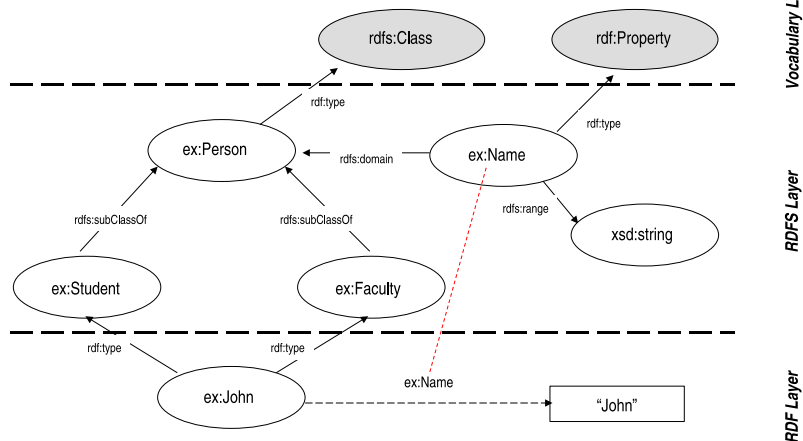 rdfs:Class
rdf:Property
Vocabulary L
rdf:type
rdf:type
ex:Person
rdfs:domain
ex:Name
rdfs:subClassOf
rdfs:subClassOf
rdfs:range
xsd:string
RDFS Layer
ex:Student
ex:Faculty
rdf:type
rdf:type
ex:Name
ex:John
"John"
RDF Layer